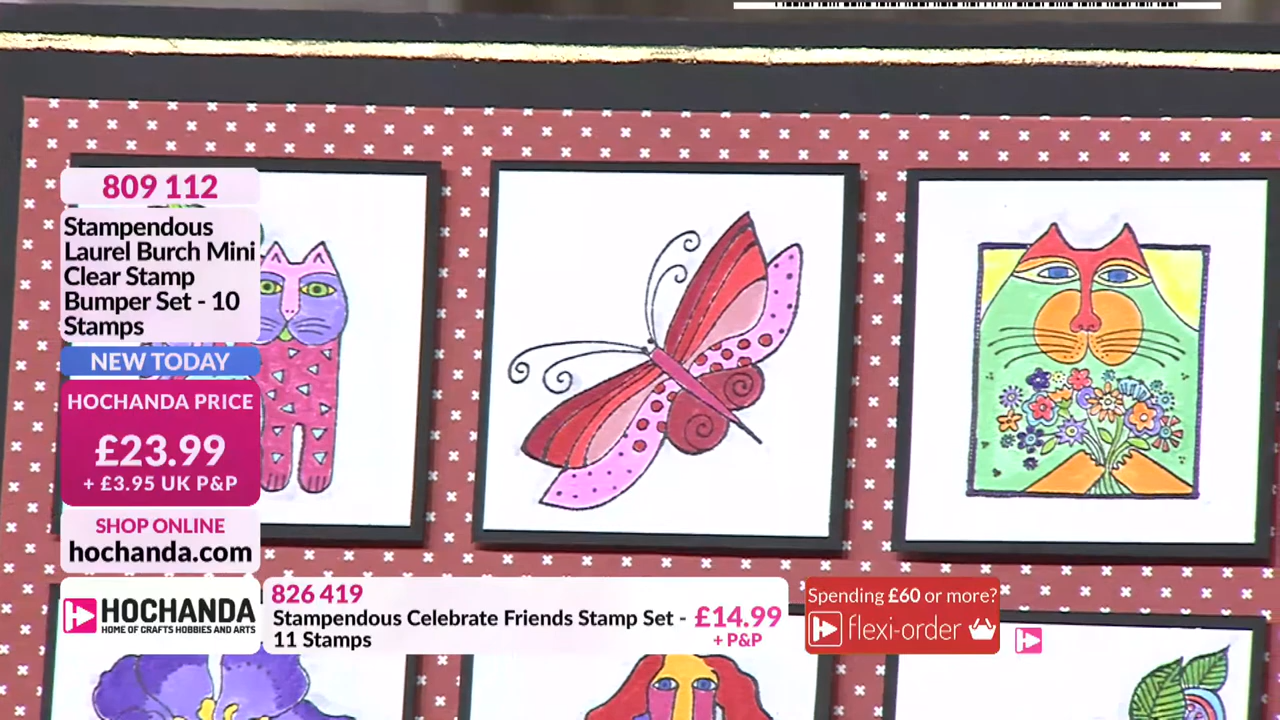 809 112
Stampendous
Laurel Burch Mini
Clear Stamp
Bumper Set - 10
Stamps
NEW TODAY
HOCHANDA PRICE
£23.99
+ £3.95 UK P&P
SHOP ONLINE
hochanda.com
HOCHANDA
HOME OF CRAFTS HOBBIES AND ARTS
826 419
Stampendous Celebrate Friends Stamp Set -
11 Stamps
£14.99
+ P&P
Spending £60 or more?
flexi-order